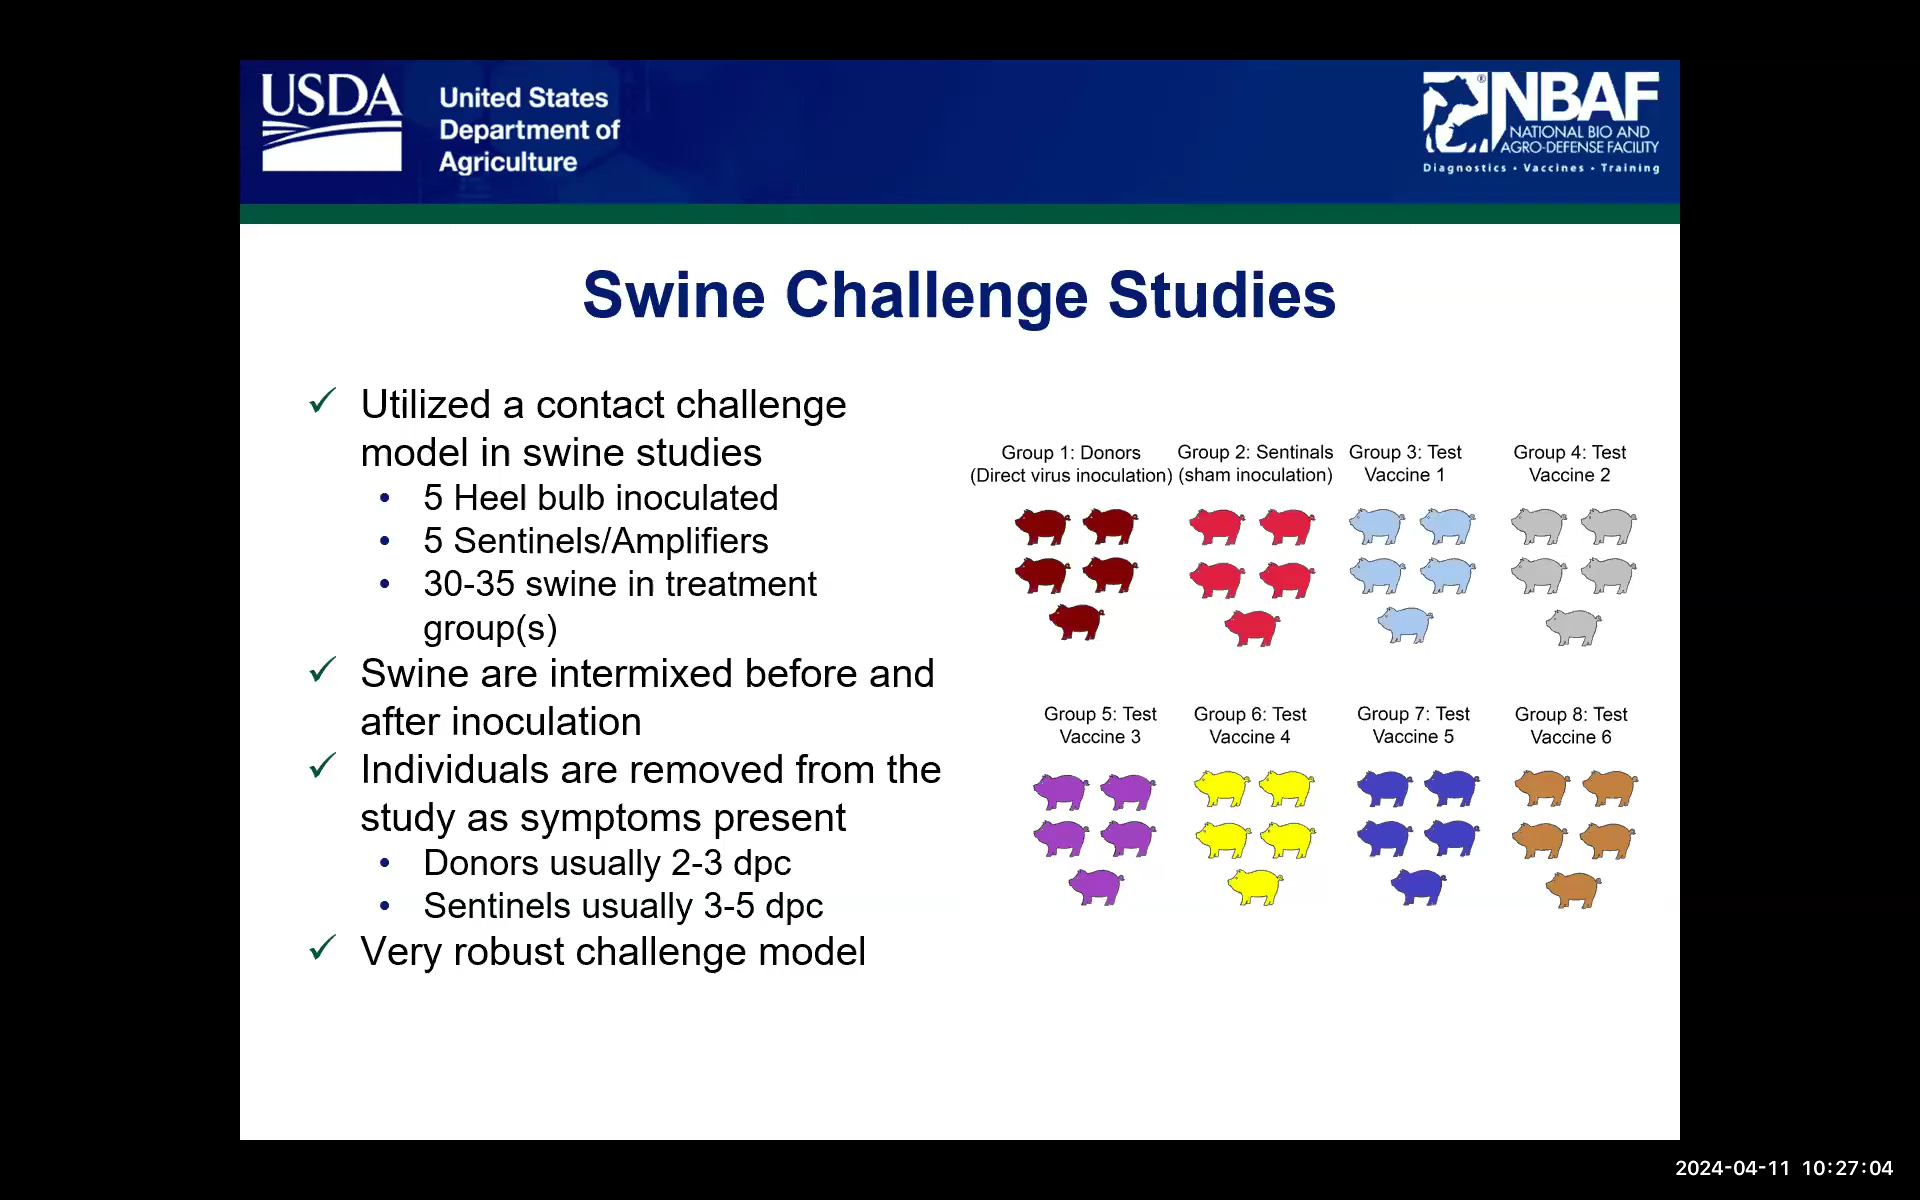 USDA
United States
Department of
Agriculture
NBAF
NATIONAL BIO AND
AGRO-DEFENSE FACILITY
Diagnostics • Vaccines • Training
Swine Challenge Studies
✓ Utilized a contact challenge
model in swine studies
• 5 Heel bulb inoculated
• 5 Sentinels/Amplifiers
• 30-35 swine in treatment
group(s)
✓ Swine are intermixed before and
after inoculation
✓ Individuals are removed from the
study as symptoms present
• Donors usually 2-3 dpc
• Sentinels usually 3-5 dpc
✓ Very robust challenge model
Group 1: Donors
(Direct virus inoculation)
Group 2: Sentinals
(sham inoculation)
Group 3: Test
Vaccine 1
Group 4: Test
Vaccine 2
Group 5: Test
Vaccine 3
Group 6: Test
Vaccine 4
Group 7: Test
Vaccine 5
Group 8: Test
Vaccine 6
2024-04-11 10:27:04